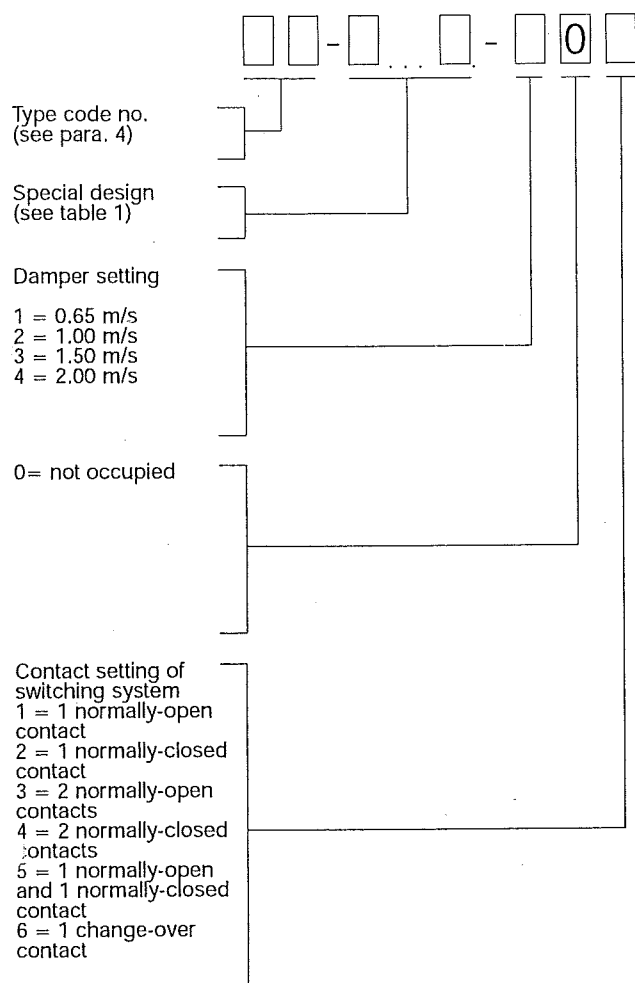 - ... - 0
Type code no.
(see para. 4)
Special design
(see table 1)
Damper setting
1 = 0.65 m/s
2 = 1.00 m/s
3 = 1.50 m/s
4 = 2.00 m/s
0= not occupied
Contact setting of
switching system
1 = 1 normally-open
contact
2 = 1 normally-closed
contact
3 = 2 normally-open
contacts
4 = 2 normally-closed
contacts
5 = 1 normally-open
and 1 normally-closed
contact
6 = 1 change-over
contact